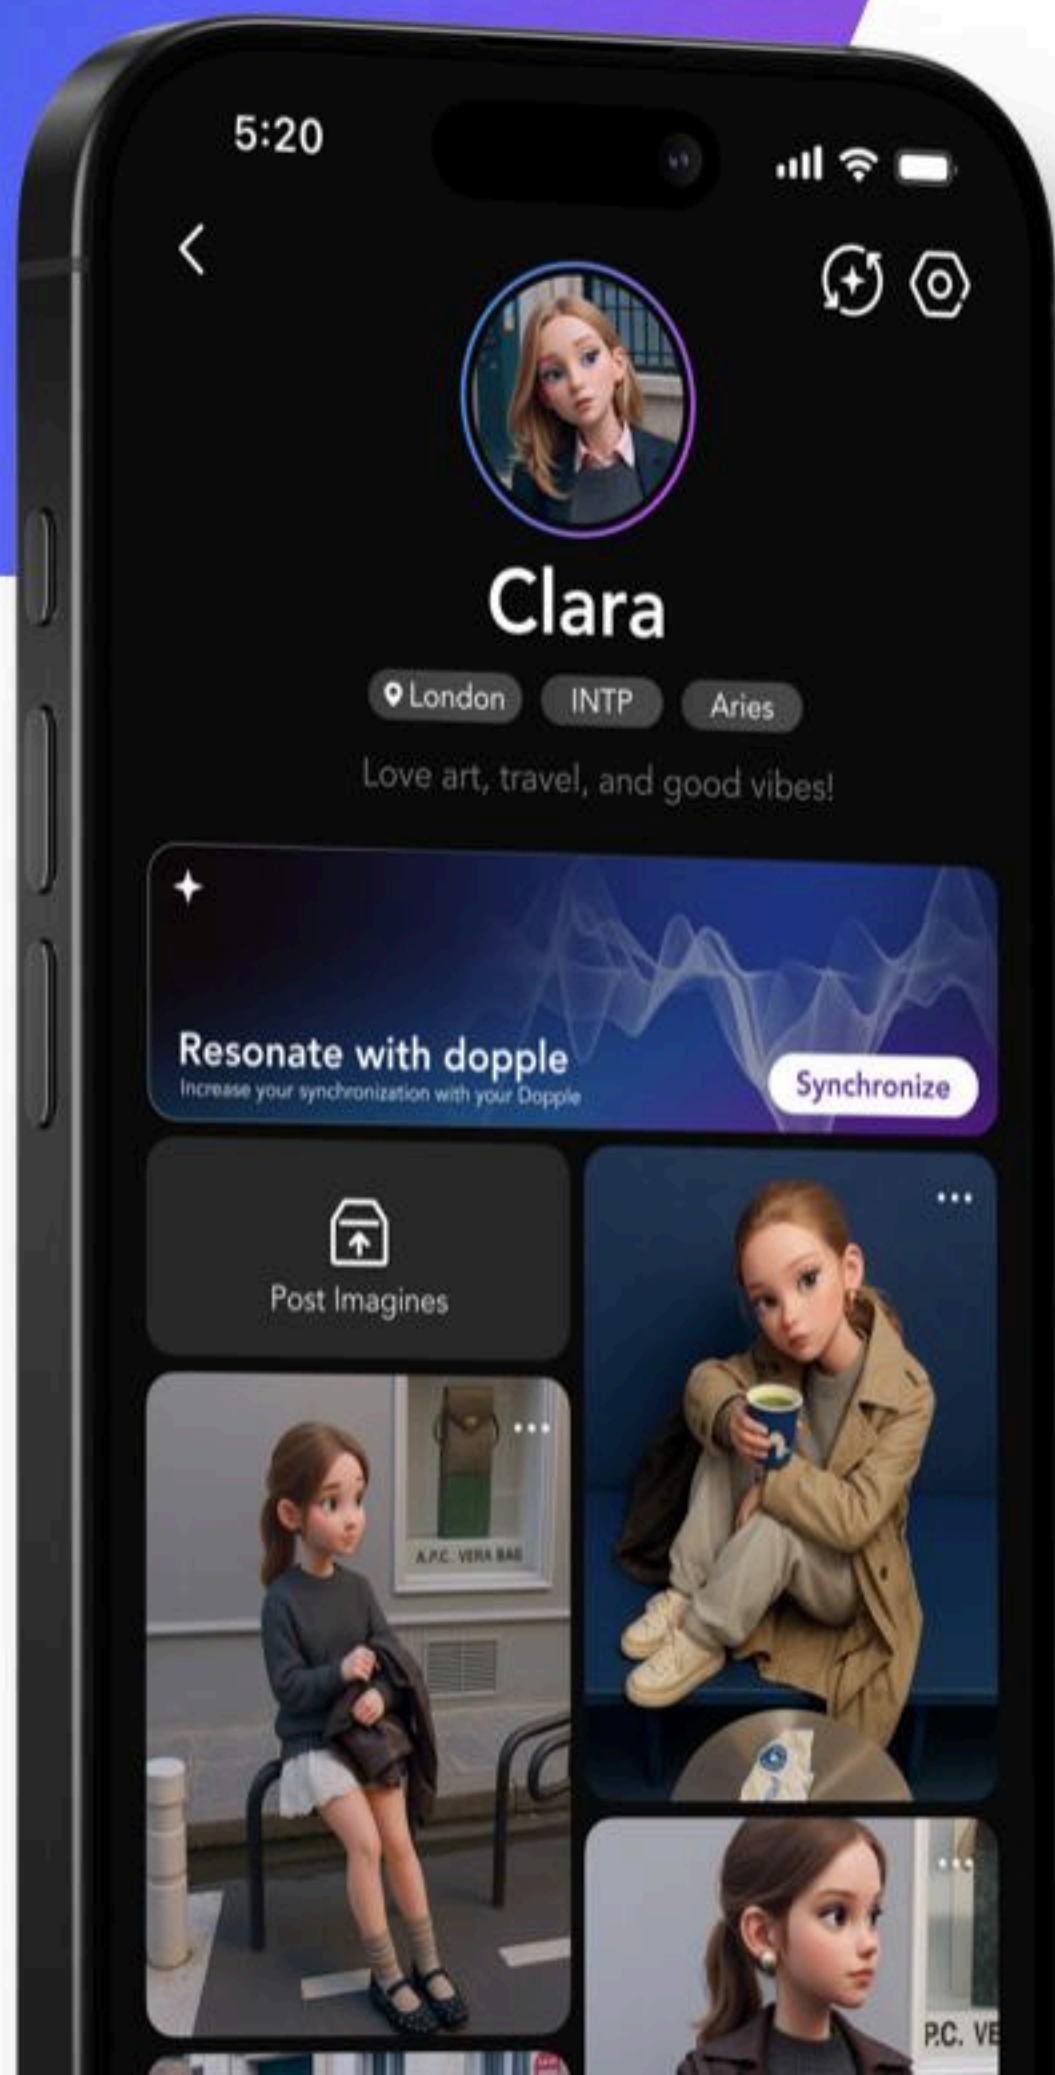 5:20
Clara
London
INTP
Aries
Love art, travel, and good vibes!
Resonate with dopple
Increase your synchronization with your Dopple
Synchronize
Post Imagines
A.P.C. VERA BAG
P.C. VE